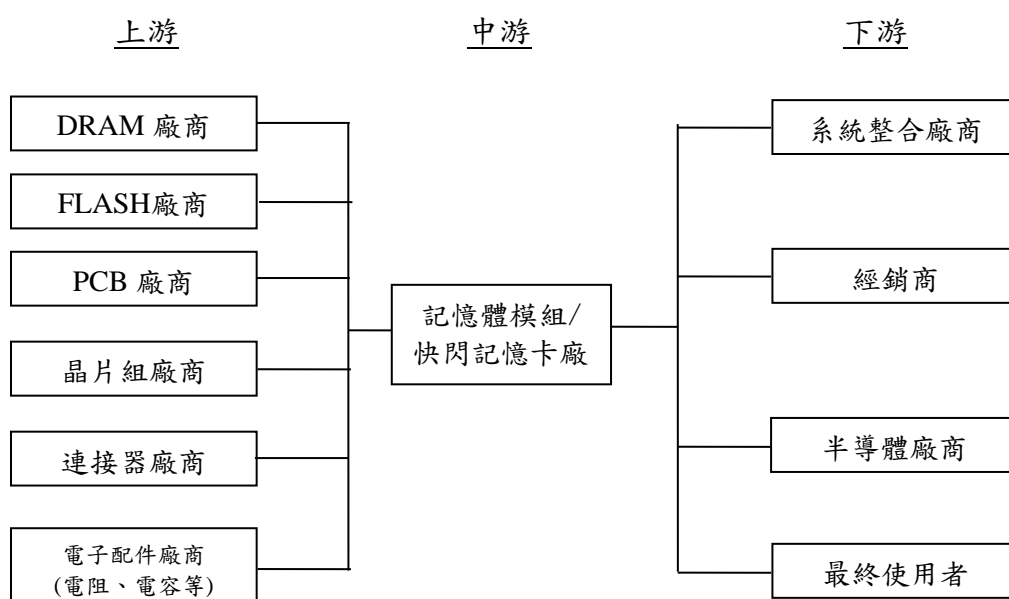 上游
中游
下游
DRAM 廠商
FLASH廠商
PCB 廠商
晶片組廠商
連接器廠商
電子配件廠商
(電阻、電容等)
記憶體模組/
快閃記憶卡廠
系統整合廠商
經銷商
半導體廠商
最終使用者